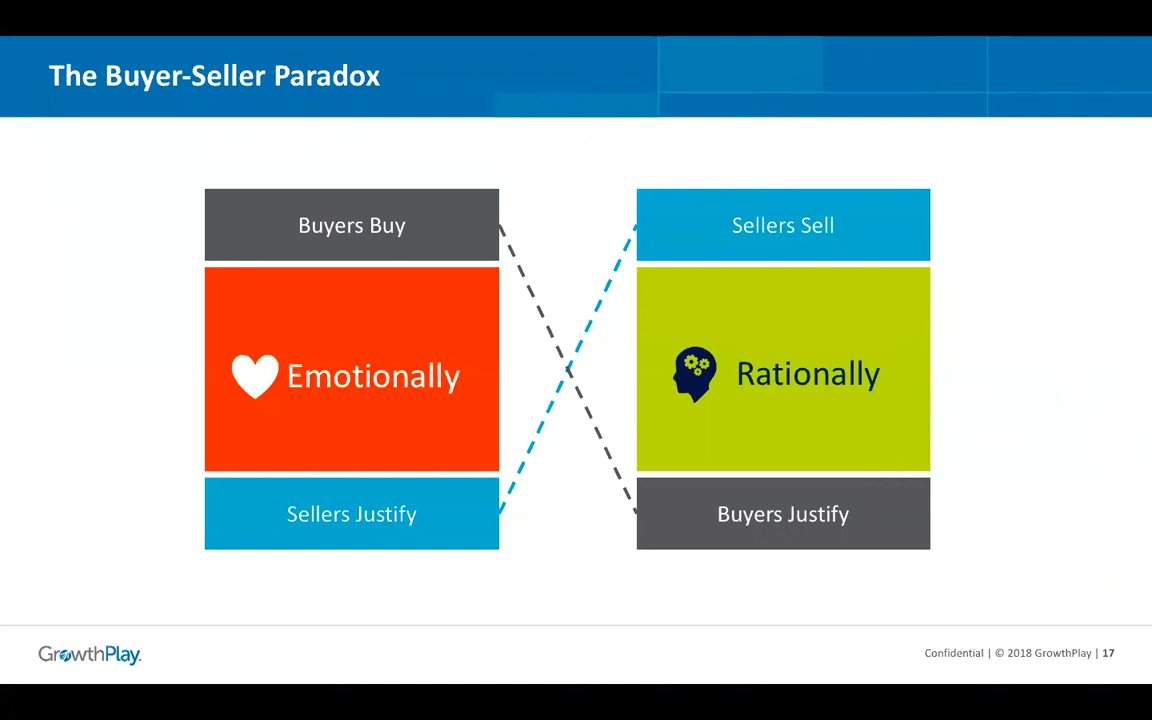 The Buyer-Seller Paradox
Buyers Buy
Emotionally
Sellers Justify
Sellers Sell
Rationally
Buyers Justify
GrowthPlay.
Confidential | © 2018 GrowthPlay | 17